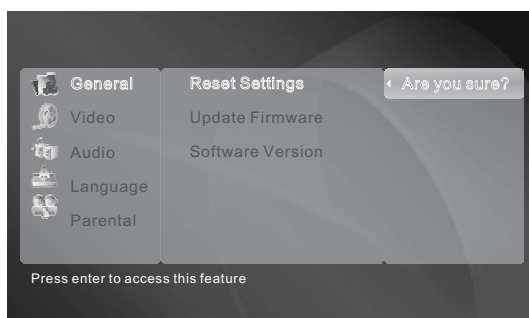 General
Reset Settings
Are you sure?
Video
Update Firmware
Audio
Software Version
Language
Parental
Press enter to access this feature